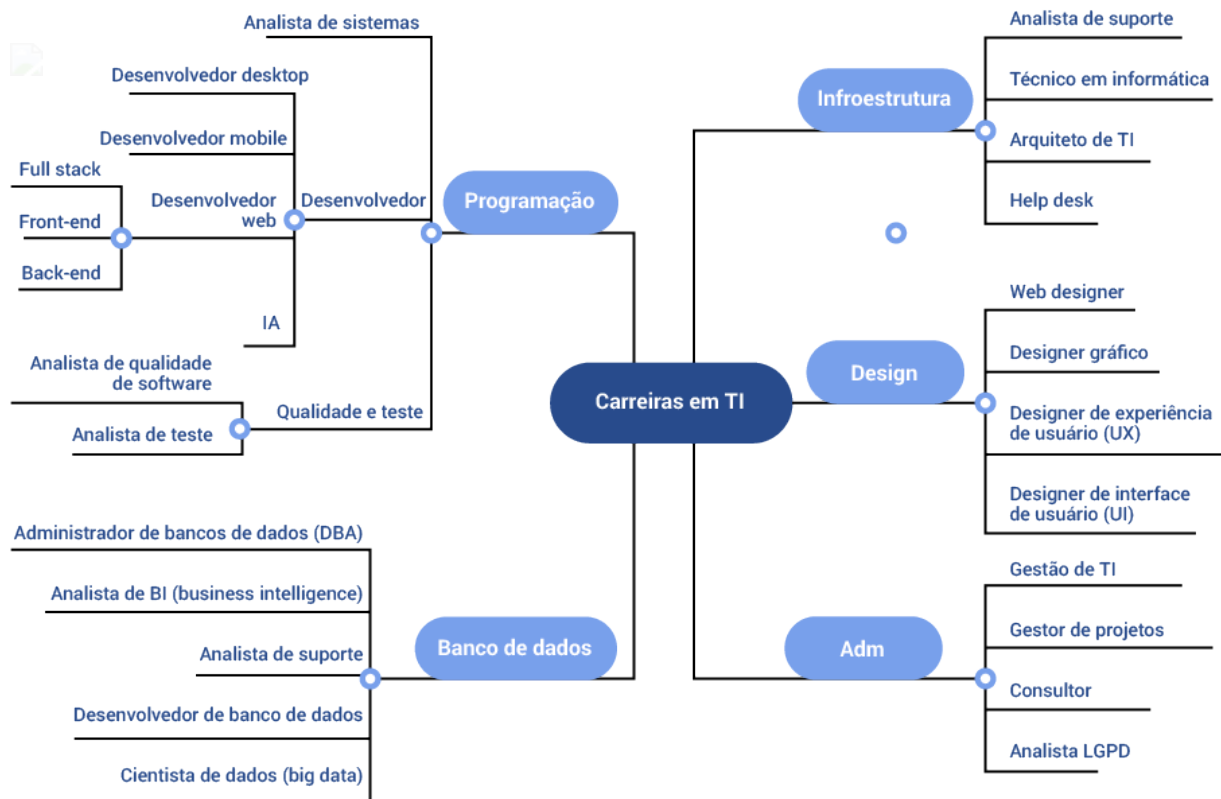 Carreiras em TI
Programação
Analista de sistemas
Desenvolvedor
Desenvolvedor desktop
Desenvolvedor mobile
Desenvolvedor
web
Full stack
Front-end
Back-end
IA
Qualidade e teste
Analista de qualidade
de software
Analista de teste
Banco de dados
Administrador de bancos de dados (DBA)
Analista de BI (business intelligence)
Analista de suporte
Desenvolvedor de banco de dados
Cientista de dados (big data)
Infroestrutura
Analista de suporte
Técnico em informática
Arquiteto de TI
Help desk
Design
Web designer
Designer gráfico
Designer de experiência
de usuário (UX)
Designer de interface
de usuário (UI)
Adm
Gestão de TI
Gestor de projetos
Consultor
Analista LGPD